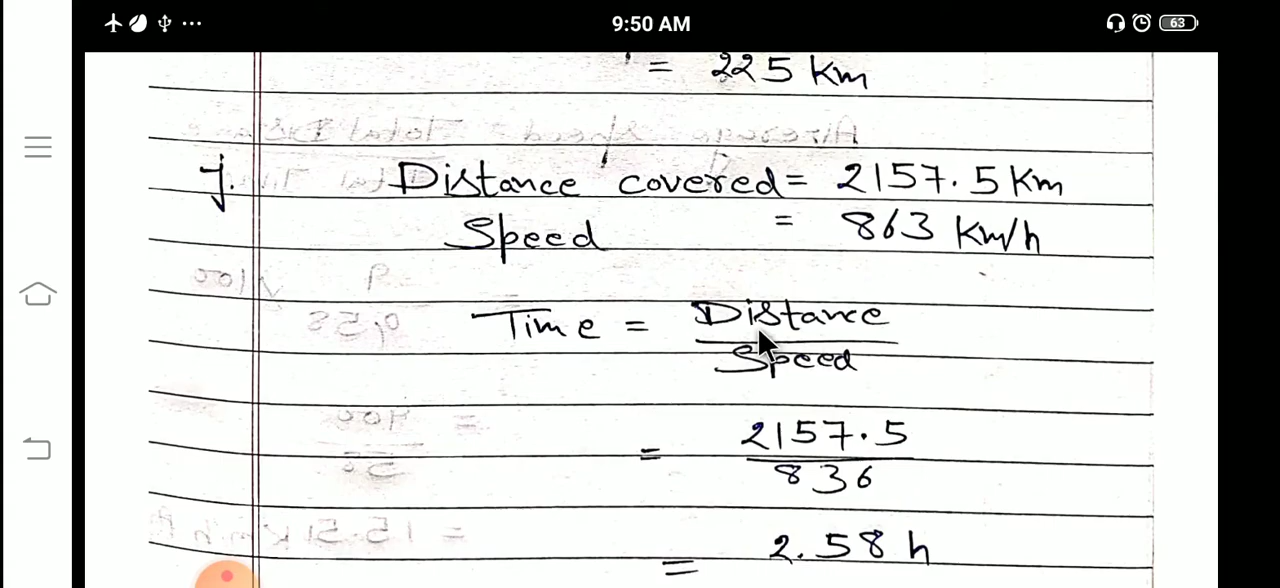 9:50 AM
63
= 225 Km
7. Distance covered = 2157.5 Km
Speed = 863 Km/h
Time = Distance
Speed
= 2157.5
836
= 2.58 h